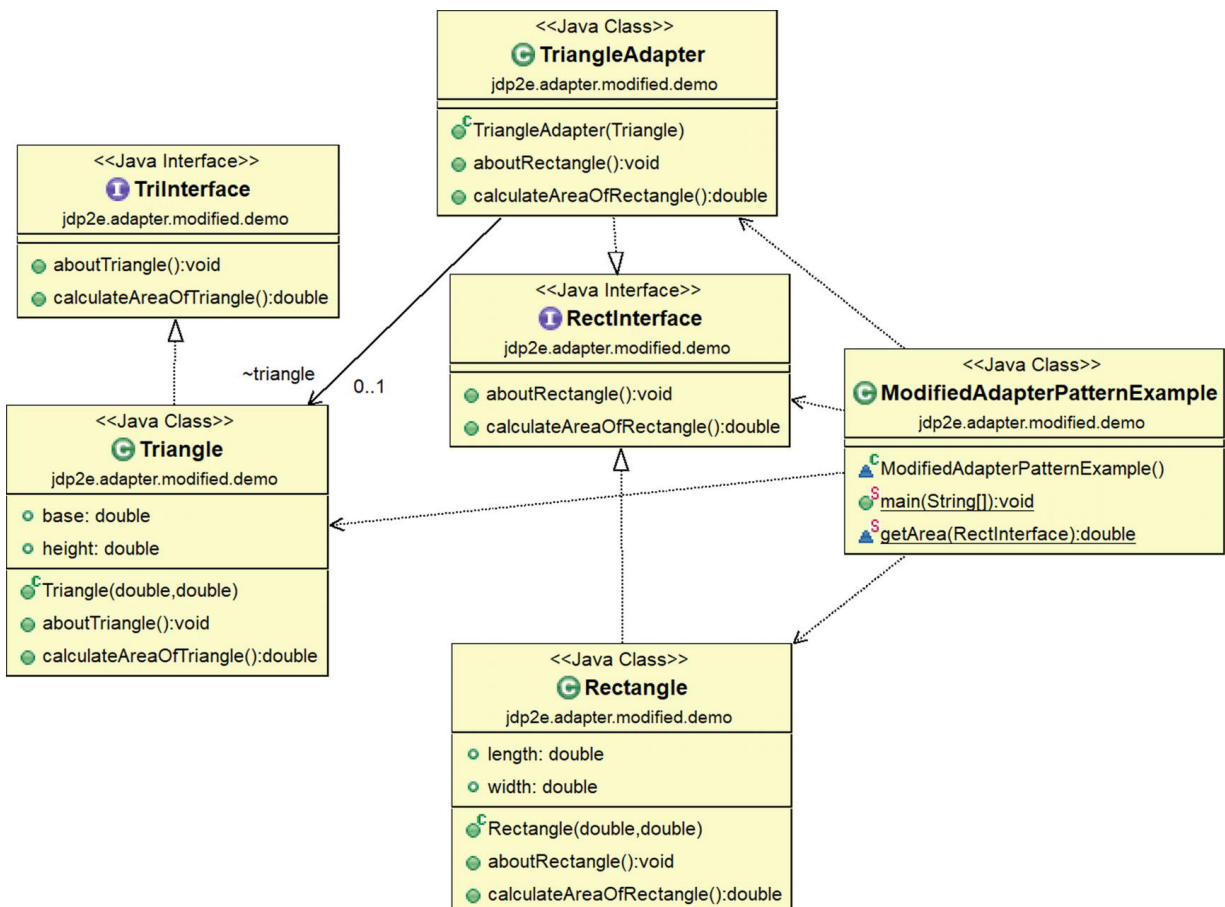 <<Java Class>>
TriangleAdapter
jdp2e.adapter.modified.demo
TriangleAdapter(Triangle)
aboutRectangle():void
calculateAreaOfRectangle():double
<<Java Interface>>
TriInterface
jdp2e.adapter.modified.demo
aboutTriangle():void
calculateAreaOfTriangle():double
<<Java Interface>>
RectInterface
jdp2e.adapter.modified.demo
aboutRectangle():void
calculateAreaOfRectangle():double
<<Java Class>>
ModifiedAdapterPatternExample
jdp2e.adapter.modified.demo
ModifiedAdapterPatternExample()
main(String[]):void
getArea(RectInterface):double
~triangle
0..1
<<Java Class>>
Triangle
jdp2e.adapter.modified.demo
base: double
height: double
Triangle(double,double)
aboutTriangle():void
calculateAreaOfTriangle():double
<<Java Class>>
Rectangle
jdp2e.adapter.modified.demo
length: double
width: double
Rectangle(double,double)
aboutRectangle():void
calculateAreaOfRectangle():double